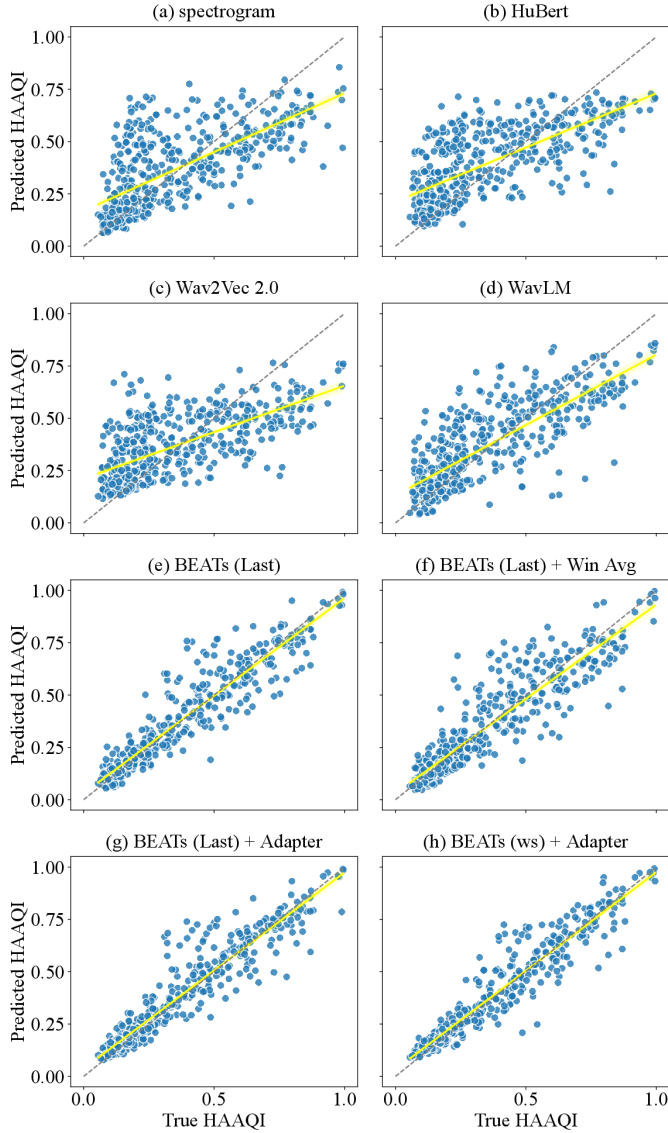 (a) spectrogram
(b) HuBert
1.00
0.75
0.50
0.25
0.00
Predicted HAAQI
(c) Wav2Vec 2.0
(d) WavLM
1.00
0.75
0.50
0.25
0.00
Predicted HAAQI
(e) BEATs (Last)
(f) BEATs (Last) + Win Avg
1.00
0.75
0.50
0.25
0.00
Predicted HAAQI
(g) BEATs (Last) + Adapter
(h) BEATs (ws) + Adapter
1.00
0.75
0.50
0.25
0.00
Predicted HAAQI
0.0 0.5 1.0
0.0 0.5 1.0
True HAAQI
True HAAQI